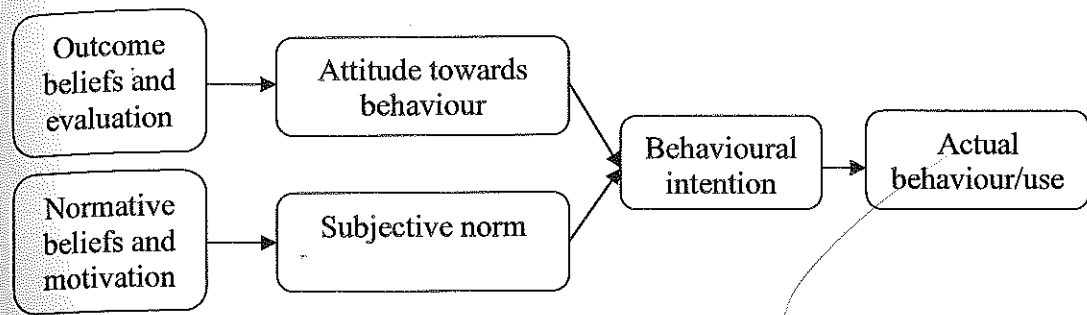 Outcome
beliefs and
evaluation
Attitude towards
behaviour
Normative
beliefs and
motivation
Subjective norm
Behavioural
intention
Actual
behaviour/use